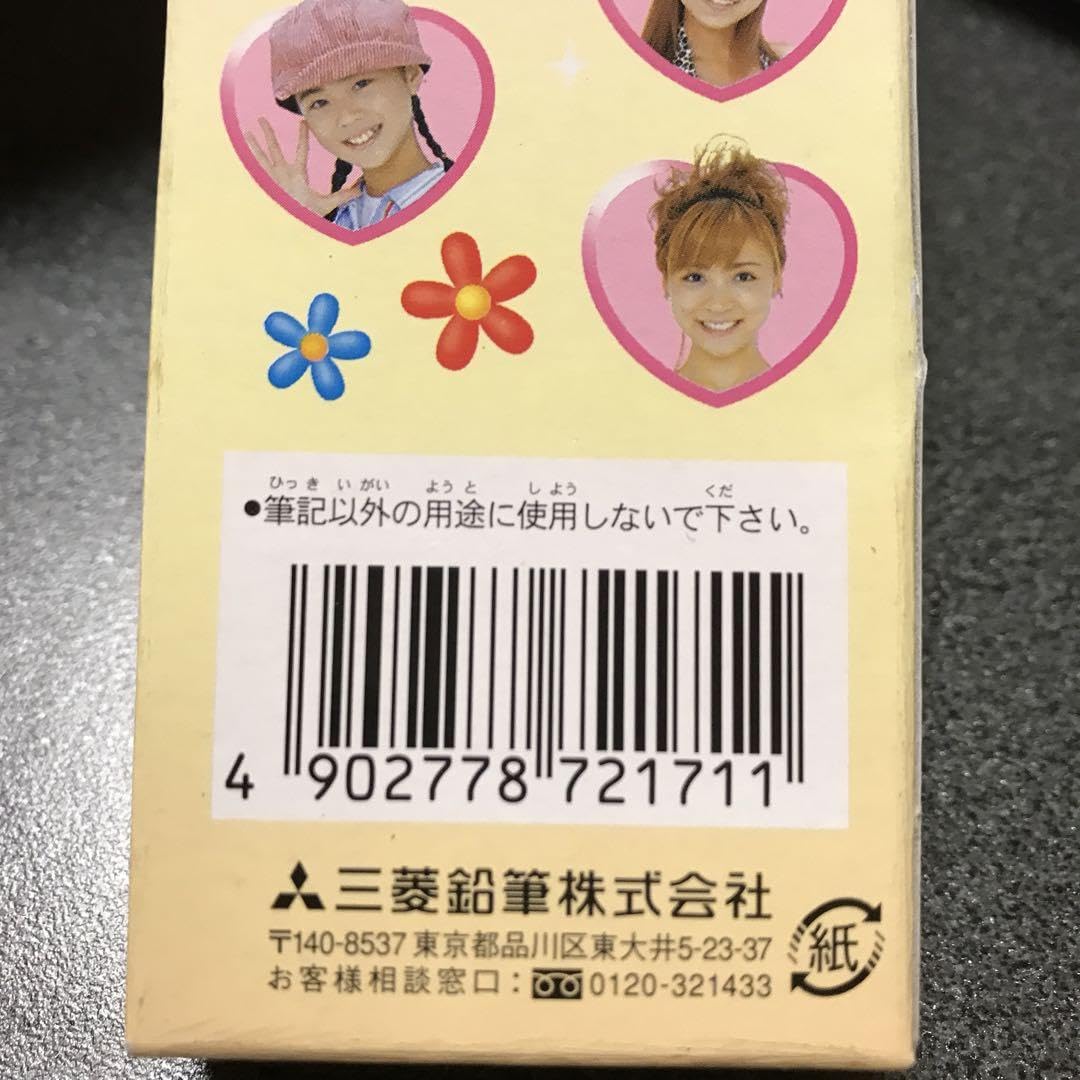 ひっき いがい ようと しよう くだ
●筆記以外の用途に使用しないで下さい。
4 902778 721711
三菱鉛筆株式会社
〒140-8537 東京都品川区東大井5-23-37
お客様相談窓口：0120-321433
紙